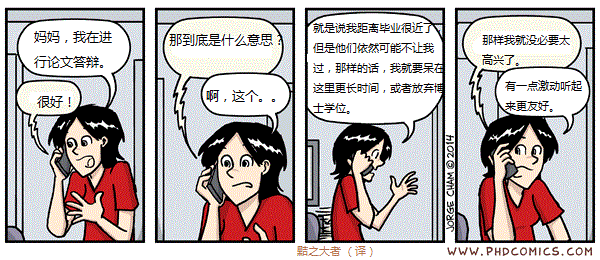 妈妈，我在进
行论文答辩。
很好！
那到底是什么意思？
啊，这个。。
就是说我距离毕业很近了，
但是他们依然可能不让我
过，那样的话，我就要呆在
这里更长时间，或者放弃博
士学位。
那样我就没必要太
高兴了。
有一点激动听起
来更友好。
JORGE CHAM © 2014
黠之大者（译）
WWW.PHDCOMICS.COM